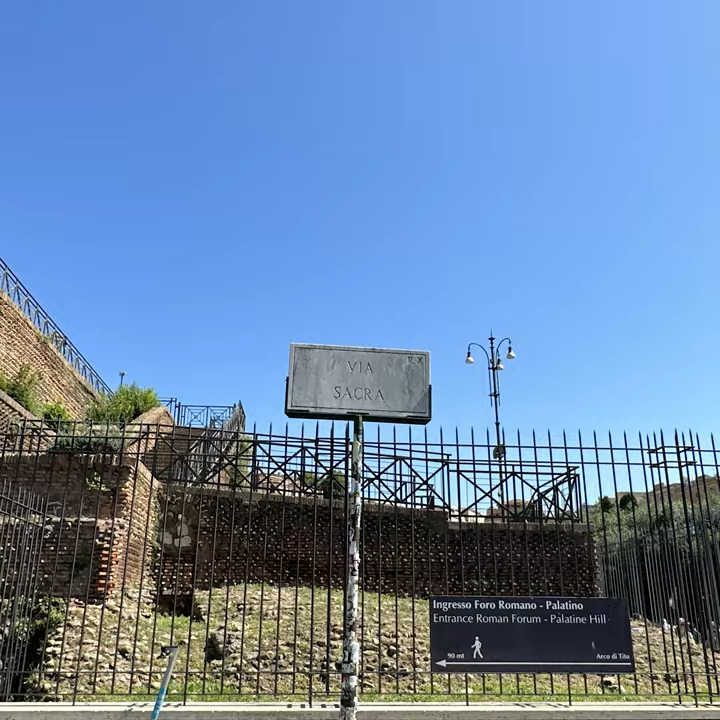 R.X
VIA
SACRA
Ingresso Foro Romano - Palatino
Entrance Roman Forum - Palatine Hill
90 mt
Arco di Tito